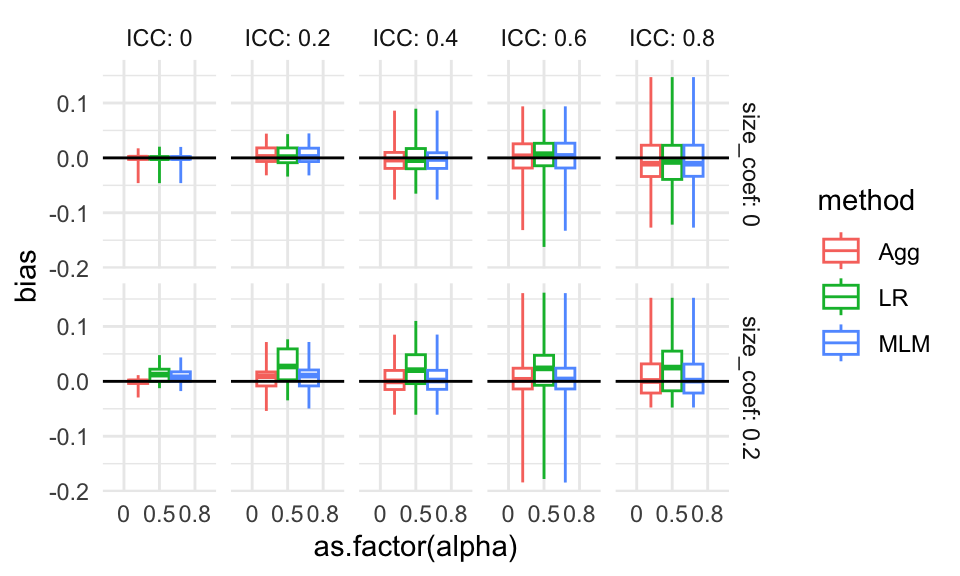 ICC: 0 ICC: 0.2 ICC: 0.4 ICC: 0.6 ICC: 0.8
0.1
0.0
-0.1
-0.2
size_coef: 0
0.1
0.0
-0.1
-0.2
size_coef: 0.2
bias
0 0.5 0.8 0 0.5 0.8 0 0.5 0.8 0 0.5 0.8 0 0.5 0.8
as.factor(alpha)
method
Agg
LR
MLM